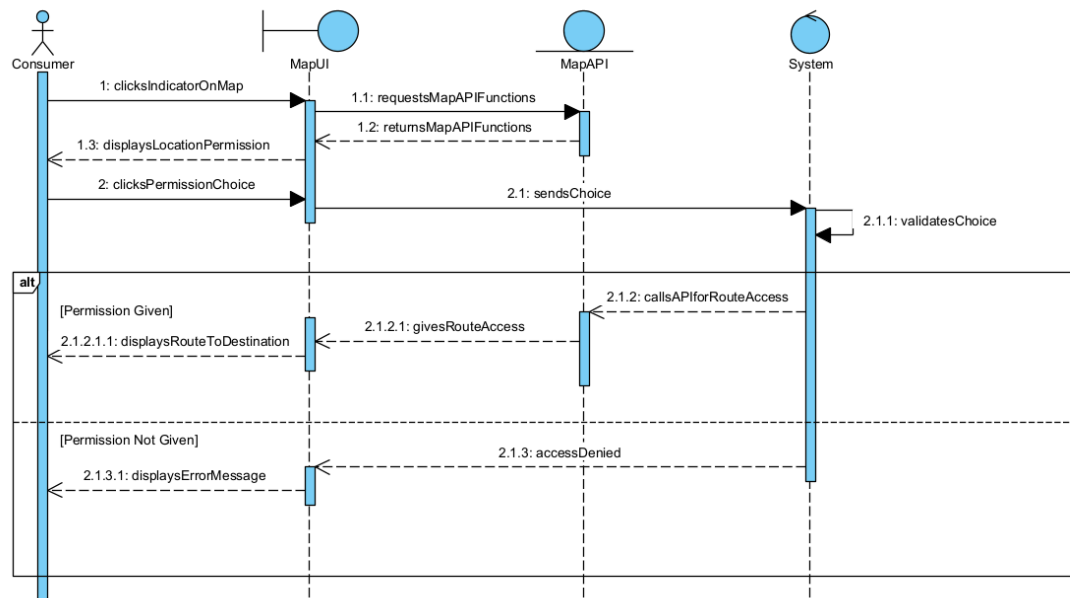 Consumer
MapUI
MapAPI
System
1: clicksIndicatorOnMap
1.1: requestsMapAPIFunctions
1.2: returnsMapAPIFunctions
1.3: displaysLocationPermission
2: clicksPermissionChoice
2.1: sendsChoice
2.1.1: validatesChoice
alt
2.1.2: callsAPIforRouteAccess
[Permission Given]
2.1.2.1: givesRouteAccess
2.1.2.1.1: displaysRouteToDestination
[Permission Not Given]
2.1.3: accessDenied
2.1.3.1: displaysErrorMessage